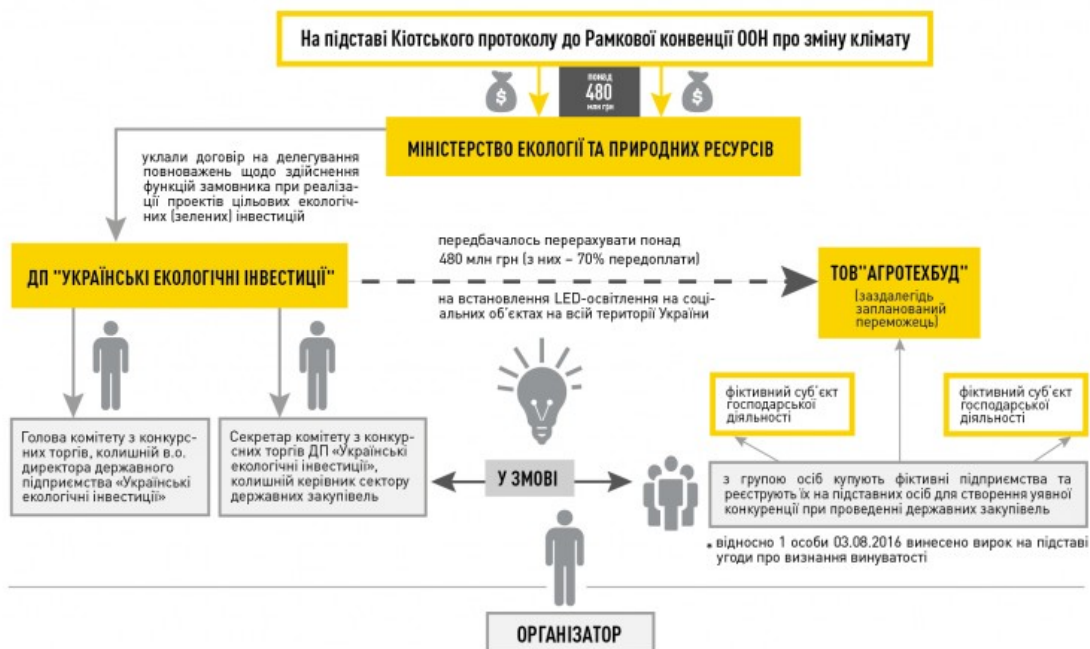 На підставі Кіотського протоколу до Рамкової конвенції ООН про зміну клімату
$
понад
480
млн грн
$
МІНІСТЕРСТВО ЕКОЛОГІЇ ТА ПРИРОДНИХ РЕСУРСІВ
уклали договір на делегування
повноважень щодо здійснення
функцій замовника при реаліза-
ції проектів цільових екологіч-
них (зелених) інвестицій
ДП "УКРАЇНСЬКІ ЕКОЛОГІЧНІ ІНВЕСТИЦІЇ"
передбачалось перерахувати понад
480 млн грн (з них – 70% передоплати)
на встановлення LED-освітлення на соці-
альних об'єктах на всій території України
ТОВ"АГРОТЕХБУД"
(заздалегідь
запланований
переможець)
фіктивний суб'єкт
господарської
діяльності
фіктивний суб'єкт
господарської
діяльності
Голова комітету з конкурс-
них торгів, колишній в.о.
директора державного
підприємства «Українські
екологічні інвестиції»
Секретар комітету з конкур-
сних торгів ДП «Українські
екологічні інвестиції»,
колишній керівник сектору
державних закупівель
У ЗМОВІ
з групою осіб купують фіктивні підприємства та
реєструють їх на підставних осіб для створення уявної
конкуренції при проведенні державних закупівель
* відносно 1 особи 03.08.2016 винесено вирок на підставі
угоди про визнання винуватості
ОРГАНІЗАТОР